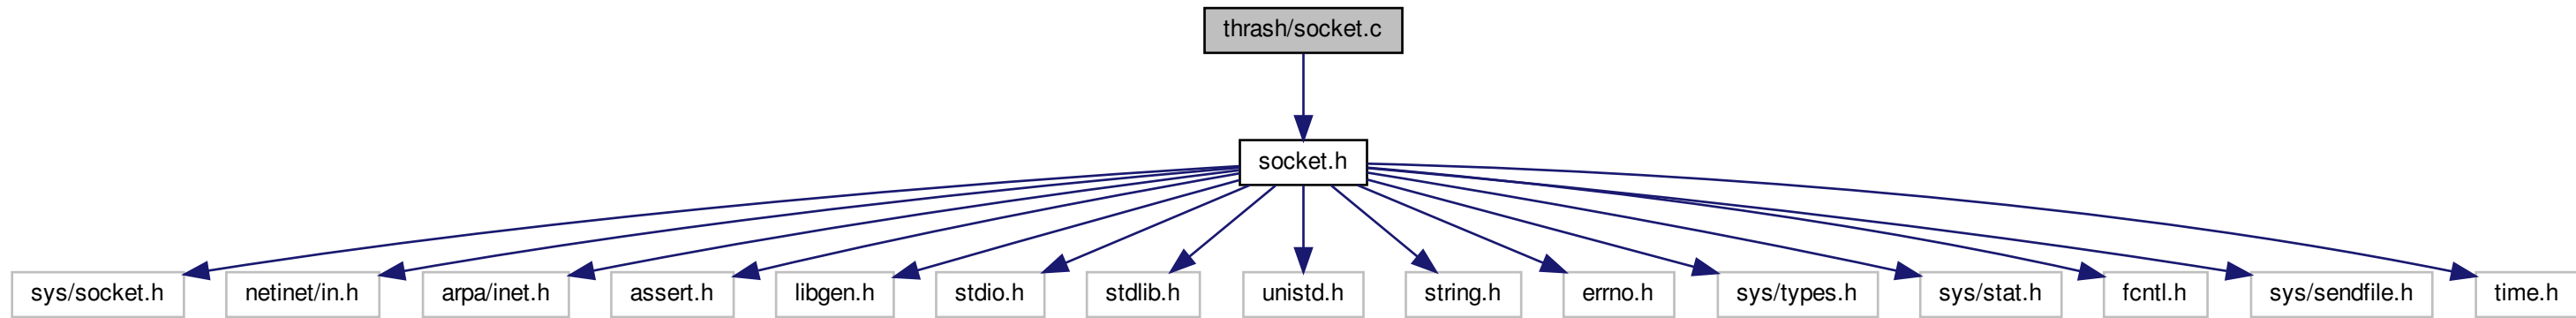 thrash/socket.c
socket.h
sys/socket.h
netinet/in.h
arpa/inet.h
assert.h
libgen.h
stdio.h
stdlib.h
unistd.h
string.h
errno.h
sys/types.h
sys/stat.h
fcntl.h
sys/sendfile.h
time.h